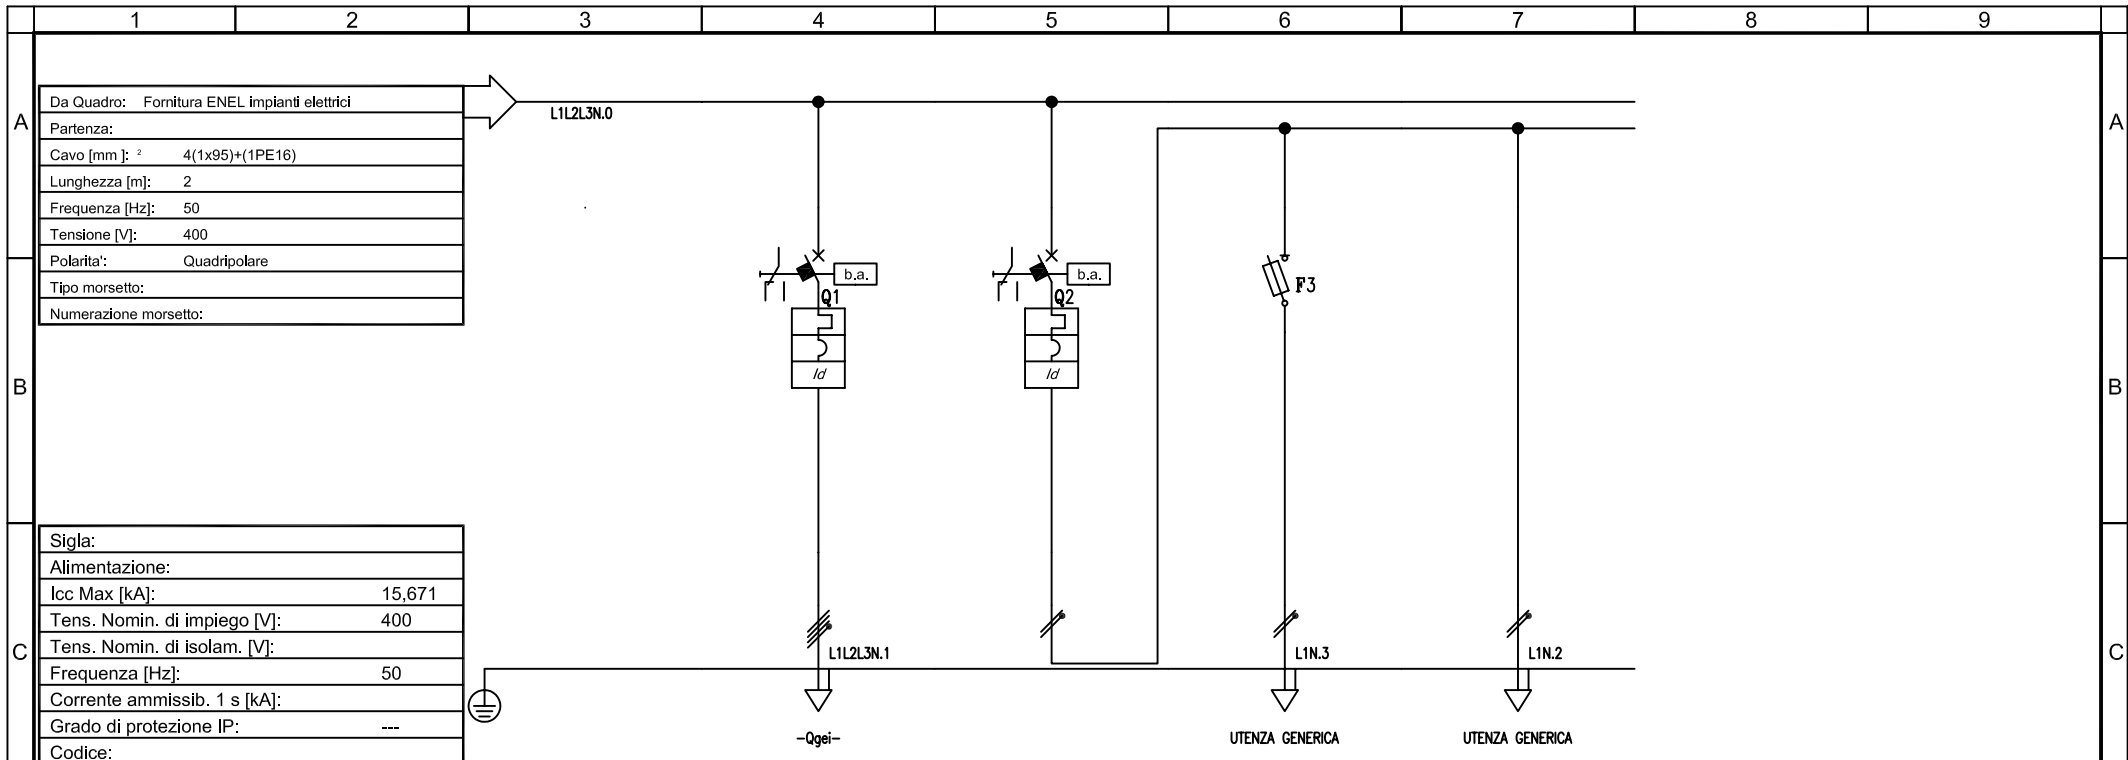 1 2 3 4 5 6 7 8 9
A A
Da Quadro: Fornitura ENEL impianti elettrici
Partenza:
Cavo [mm ]: ² 4(1x95)+(1PE16)
Lunghezza [m]: 2
Frequenza [Hz]: 50
Tensione [V]: 400
Polarita': Quadripolare
Tipo morsetto:
Numerazione morsetto:
L1L2L3N.0
b.a. b.a.
Q1 Q2 F3
Id Id
B B
Sigla:
Alimentazione:
Icc Max [kA]: 15,671
Tens. Nomin. di impiego [V]: 400
Tens. Nomin. di isolam. [V]:
Frequenza [Hz]: 50
Corrente ammissib. 1 s [kA]:
Grado di protezione IP: ---
Codice:
C C
L1L2L3N.1 L1N.3 L1N.2
-Qgei- UTENZA GENERICA UTENZA GENERICA